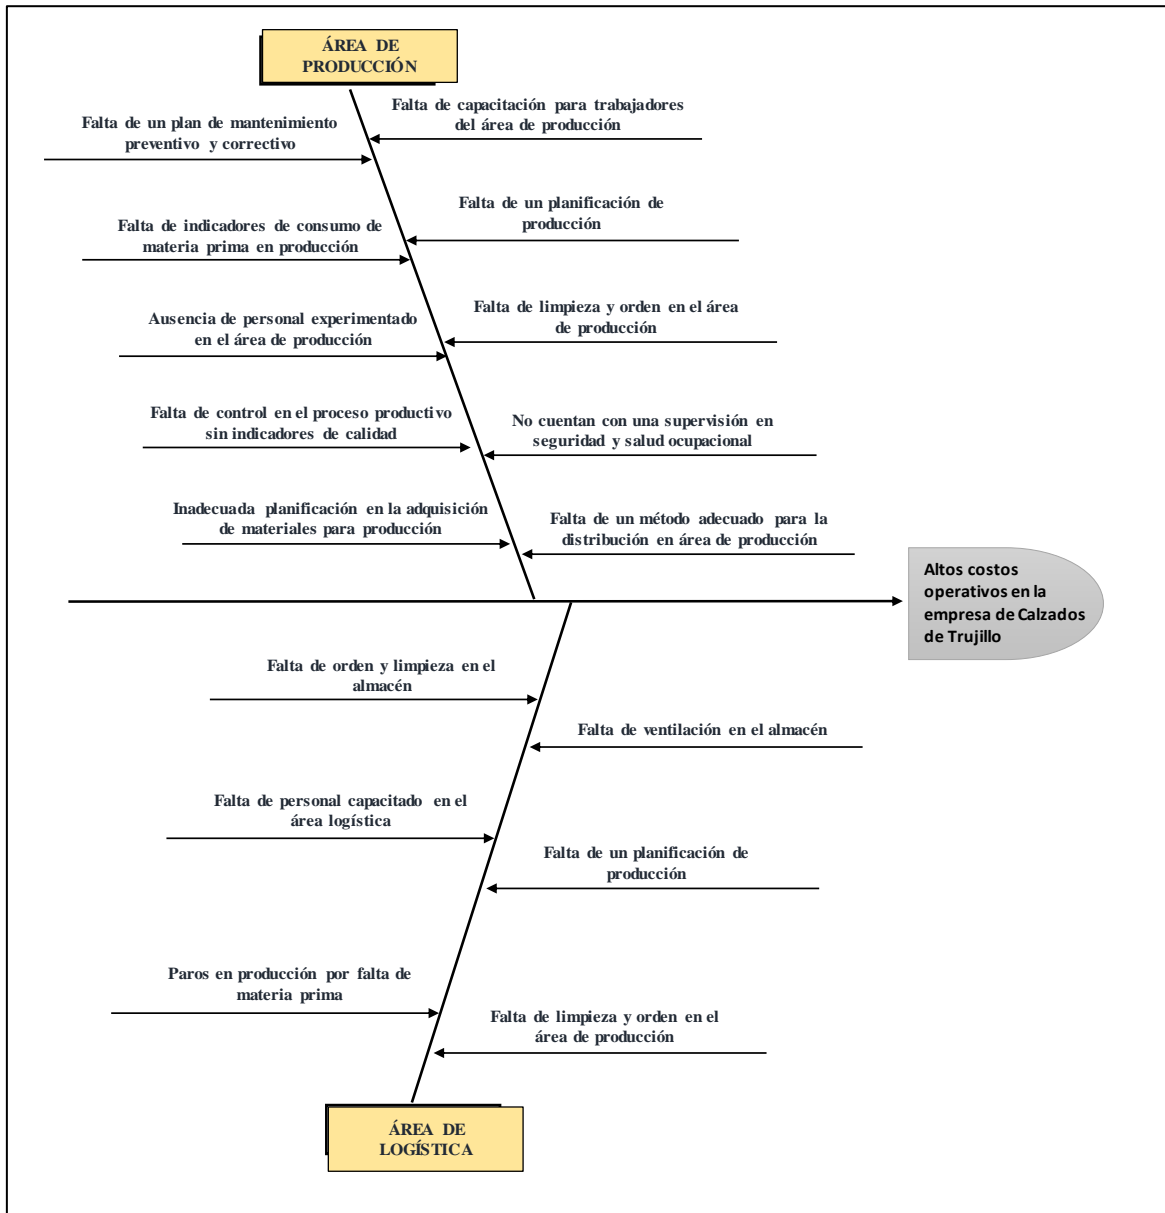 ÁREA DE
PRODUCCIÓN
Falta de capacitación para trabajadores
del área de producción
Falta de un plan de mantenimiento
preventivo y correctivo
Falta de un planificación de
producción
Falta de indicadores de consumo de
materia prima en producción
Falta de limpieza y orden en el área
de producción
Ausencia de personal experimentado
en el área de producción
Falta de control en el proceso productivo
sin indicadores de calidad
No cuentan con una supervisión en
seguridad y salud ocupacional
Inadecuada planificación en la adquisición
de materiales para producción
Falta de un método adecuado para la
distribución en área de producción
Altos costos
operativos en la
empresa de Calzados
de Trujillo
Falta de orden y limpieza en el
almacén
Falta de ventilación en el almacén
Falta de personal capacitado en el
área logística
Falta de un planificación de
producción
Paros en producción por falta de
materia prima
Falta de limpieza y orden en el
área de producción
ÁREA DE
LOGÍSTICA